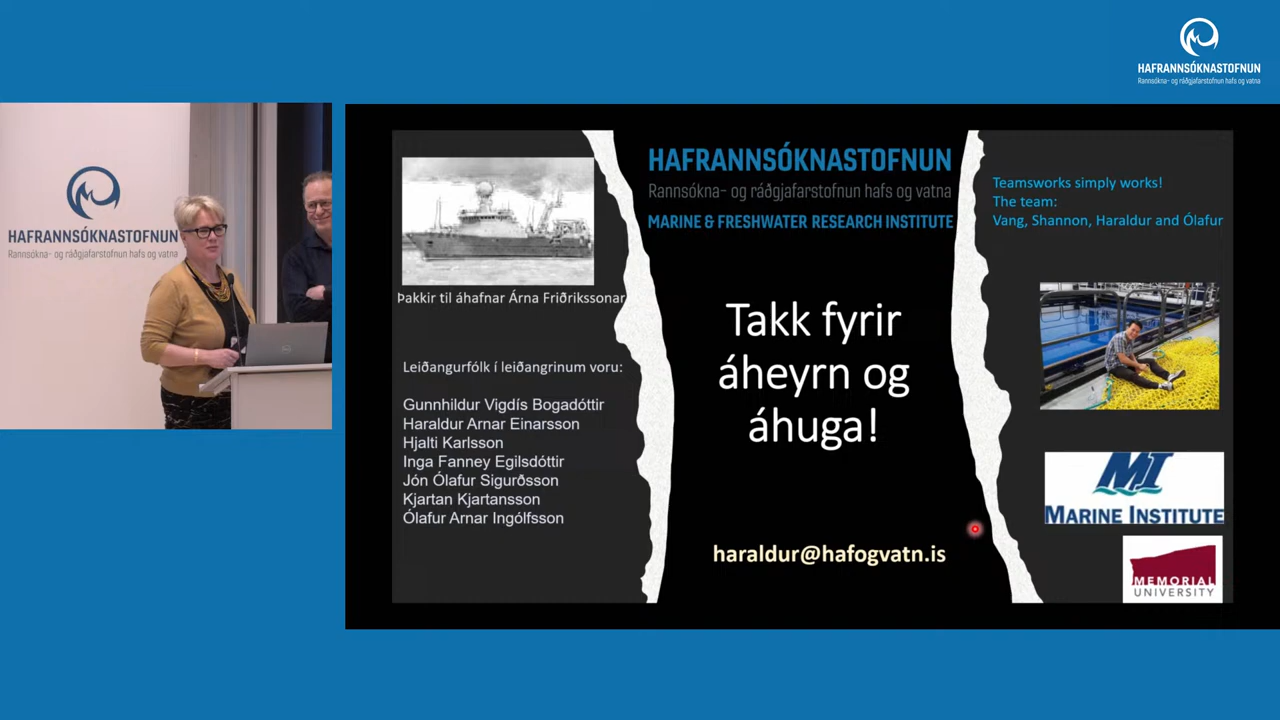 HAFRANNSÓKNASTOFNUN
Rannsókna- og ráðgjafarstofnun hafs og vatna
HAFRANNSÓKNASTOFNUN
Rannsókna- og ráðgjafarstofnun hafs og vatna
Þakkir til áhafnar Árna Friðrikssonar
Leiðangurfólk í leiðangrinum voru:
Gunnhildur Vigdís Bogadóttir
Haraldur Arnar Einarsson
Hjalti Karlsson
Inga Fanney Egilsdóttir
Jón Ólafur Sigurðsson
Kjartan Kjartansson
Ólafur Arnar Ingólfsson
HAFRANNSÓKNASTOFNUN
Rannsókna- og ráðgjafarstofnun hafs og vatna
MARINE & FRESHWATER RESEARCH INSTITUTE
Takk fyrir
áheyrn og
áhuga!
haraldur@hafogvatn.is
Teamsworks simply works!
The team:
Vang, Shannon, Haraldur and Ólafur
MI
MARINE INSTITUTE
MEMORIAL
UNIVERSITY